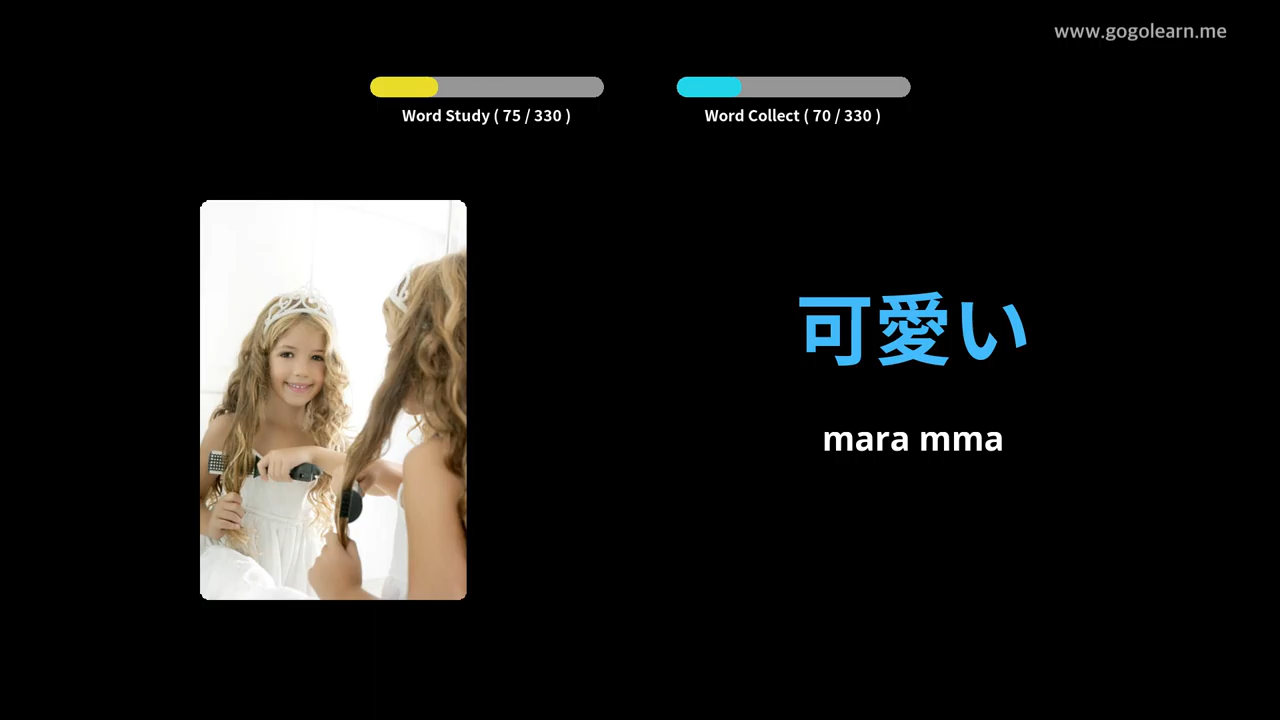 www.gogolearn.me
Word Study ( 75 / 330 )
Word Collect ( 70 / 330 )
可愛い
mara mma